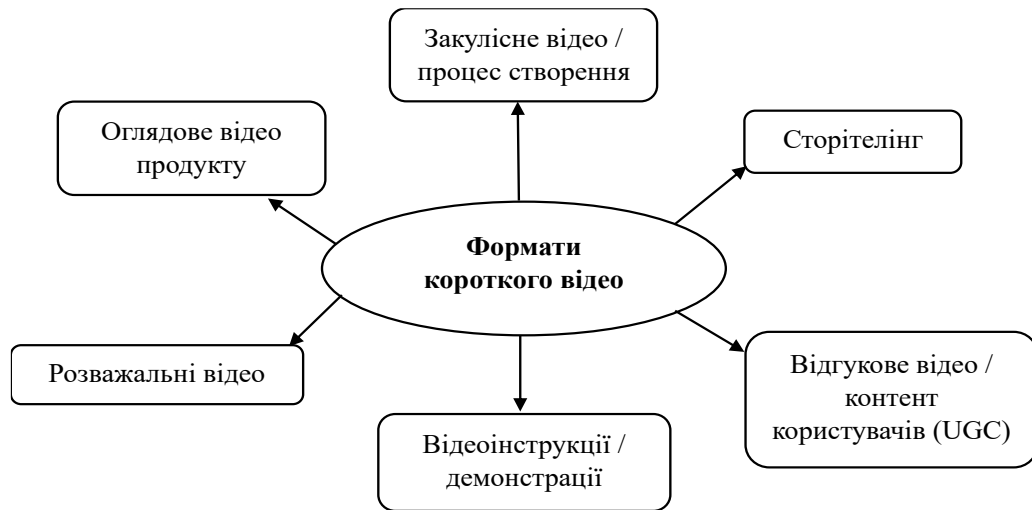 Закулісне відео /
процес створення
Оглядове відео
продукту
Сторітелінг
Формати
короткого відео
Розважальні відео
Відгукове відео /
контент
користувачів (UGC)
Відеоінструкції /
демонстрації